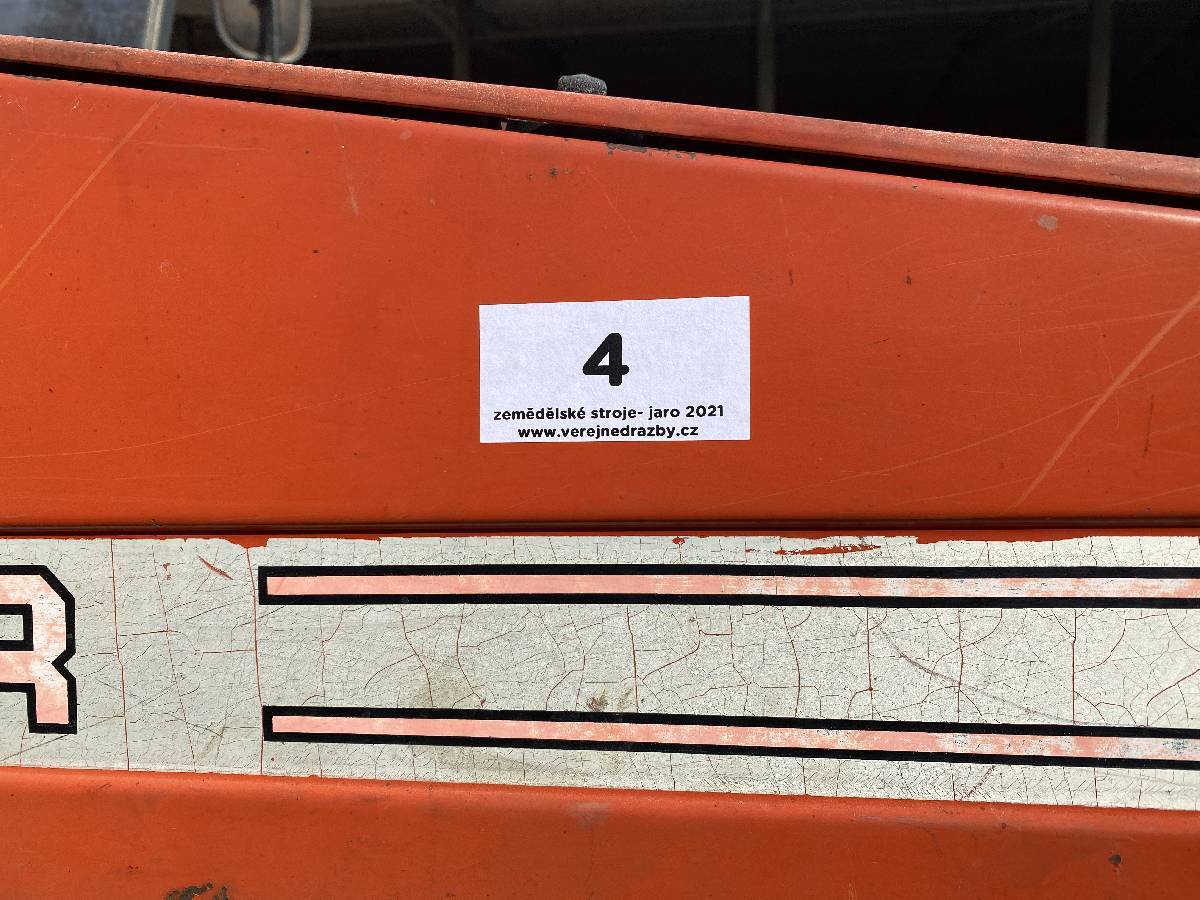 4
zemědělské stroje- jaro 2021
www.verejnedrazby.cz
R